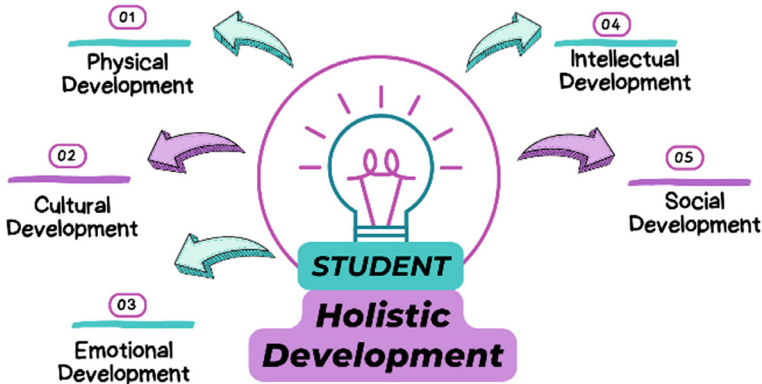 01
Physical
Development
02
Cultural
Development
03
Emotional
Development
04
Intellectual
Development
05
Social
Development
STUDENT
Holistic
Development